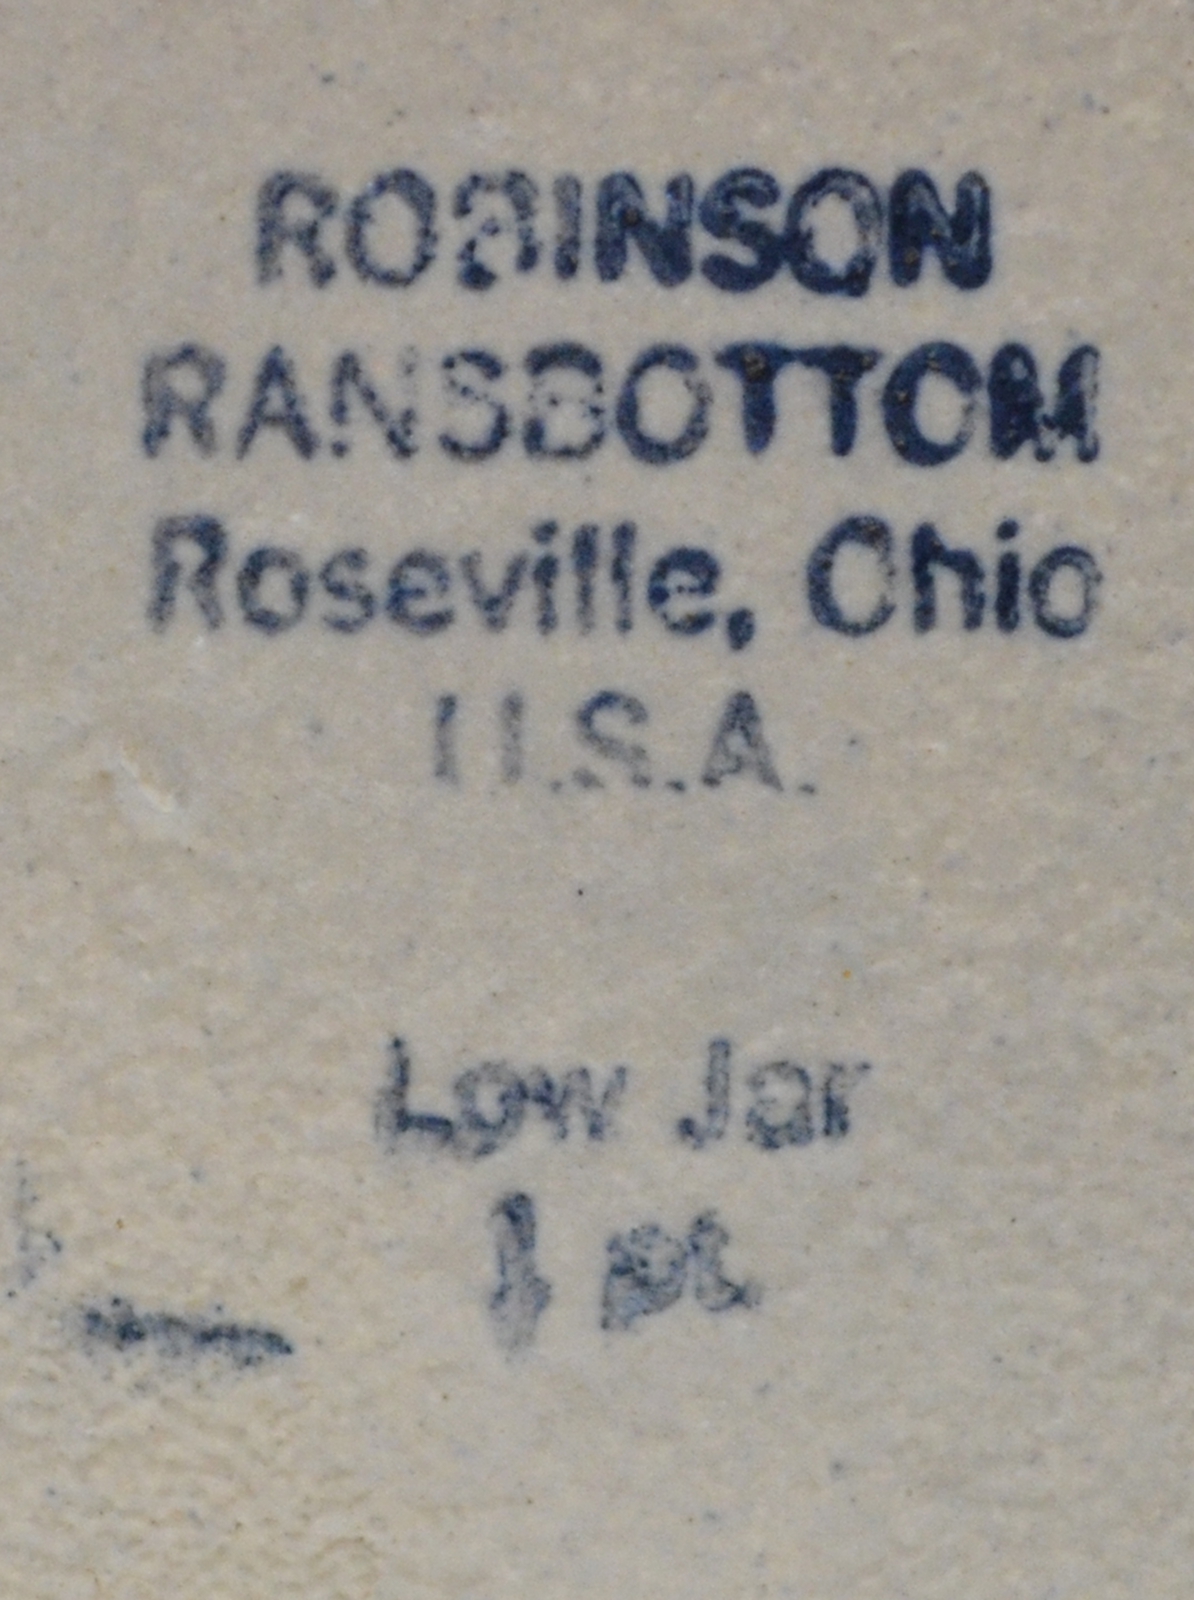 ROBINSON
RANSBOTTOM
Roseville, Ohio
U.S.A.
Low Jar
1 pt.